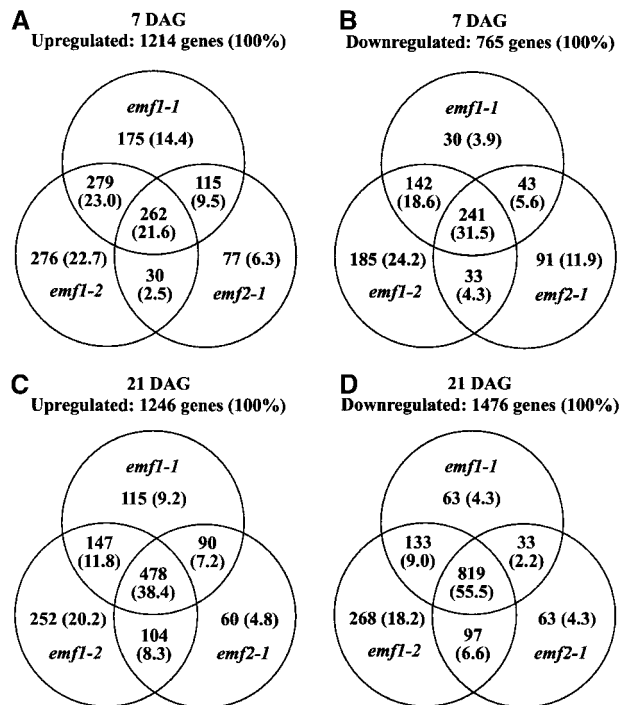 A
7 DAG
Upregulated: 1214 genes (100%)
emf1-1
175 (14.4)
279
(23.0)
115
(9.5)
262
(21.6)
276 (22.7)
emf1-2
30
(2.5)
77 (6.3)
emf2-1
B
7 DAG
Downregulated: 765 genes (100%)
emf1-1
30 (3.9)
142
(18.6)
43
(5.6)
241
(31.5)
185 (24.2)
emf1-2
33
(4.3)
91 (11.9)
emf2-1
C
21 DAG
Upregulated: 1246 genes (100%)
emf1-1
115 (9.2)
147
(11.8)
90
(7.2)
478
(38.4)
252 (20.2)
emf1-2
104
(8.3)
60 (4.8)
emf2-1
D
21 DAG
Downregulated: 1476 genes (100%)
emf1-1
63 (4.3)
133
(9.0)
33
(2.2)
819
(55.5)
268 (18.2)
emf1-2
97
(6.6)
63 (4.3)
emf2-1